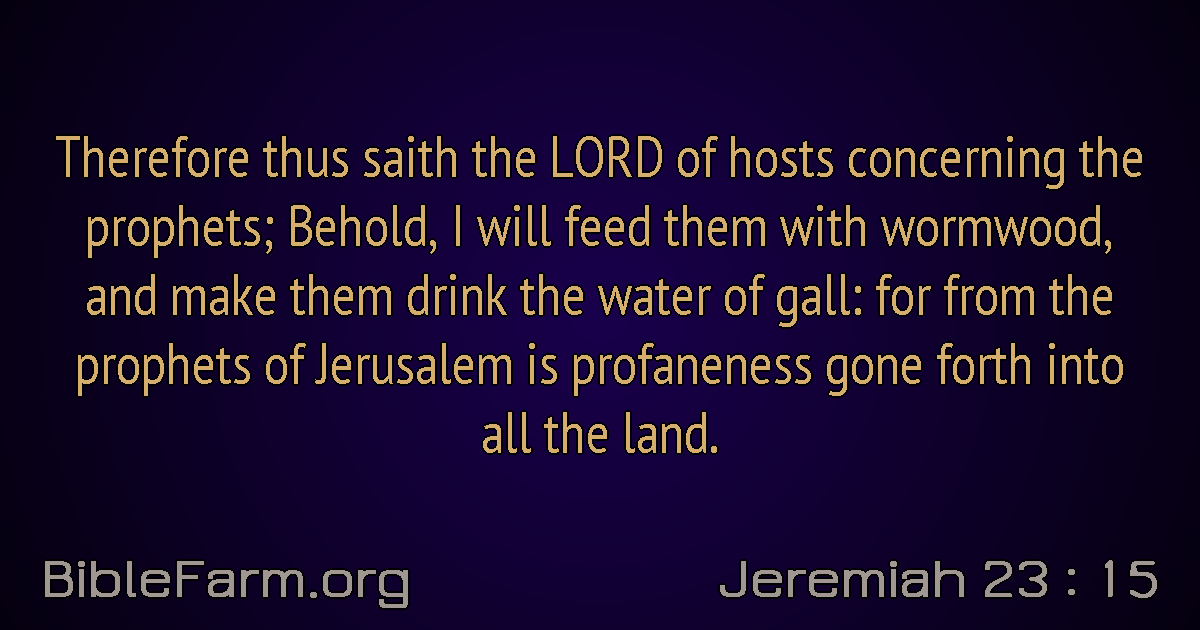 Therefore thus saith the LORD of hosts concerning the
prophets; Behold, I will feed them with wormwood,
and make them drink the water of gall: for from the
prophets of Jerusalem is profaneness gone forth into
all the land.
BibleFarm.org
Jeremiah 23 : 15